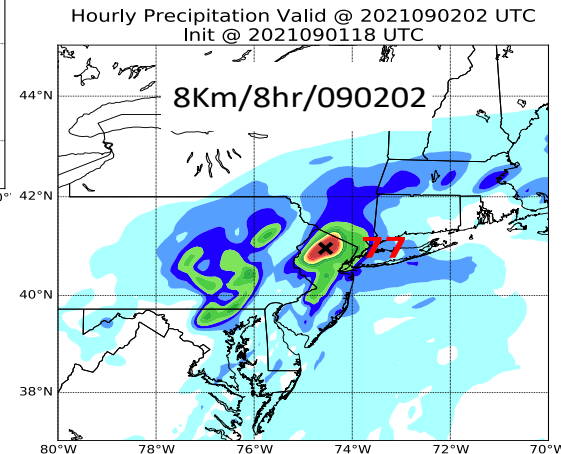 Hourly Precipitation Valid @ 2021090202 UTC
Init @ 2021090118 UTC
8Km/8hr/090202
44°N
42°N
77
40°N
38°N
80°W
78°W
76°W
74°W
72°W
70°W